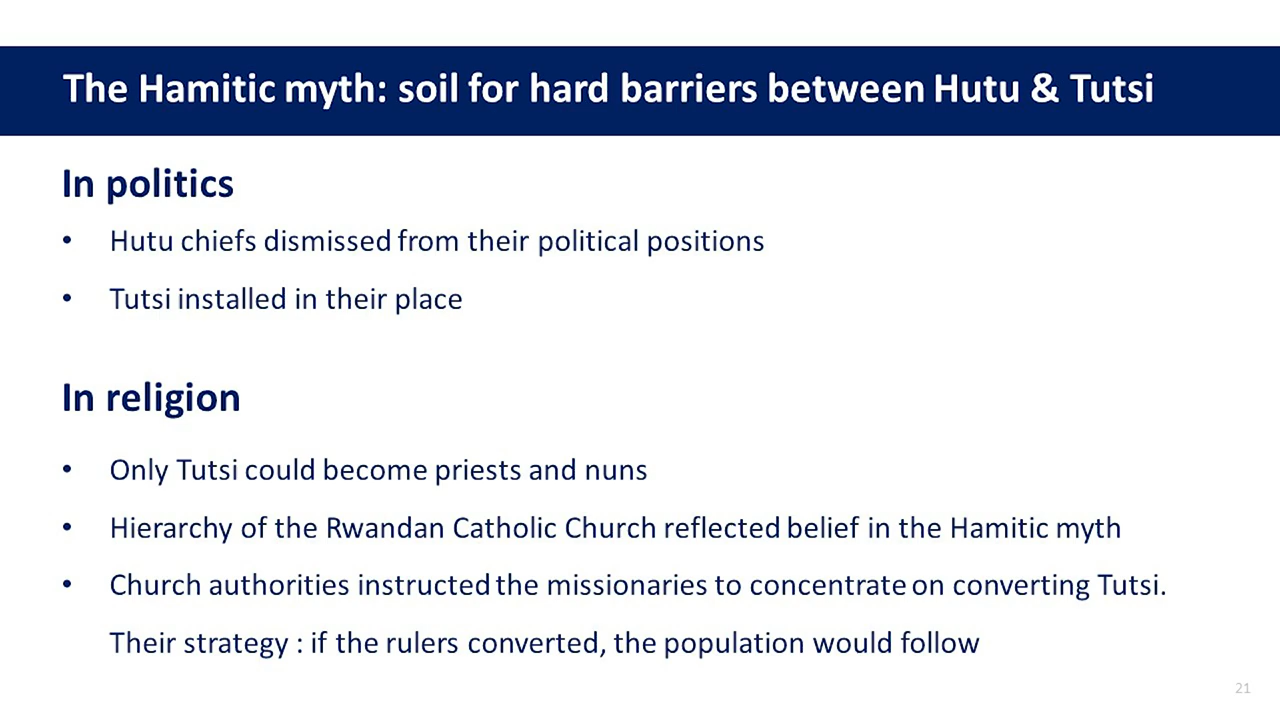 The Hamitic myth: soil for hard barriers between Hutu & Tutsi
In politics
• Hutu chiefs dismissed from their political positions
• Tutsi installed in their place
In religion
• Only Tutsi could become priests and nuns
• Hierarchy of the Rwandan Catholic Church reflected belief in the Hamitic myth
• Church authorities instructed the missionaries to concentrate on converting Tutsi.
Their strategy : if the rulers converted, the population would follow
21